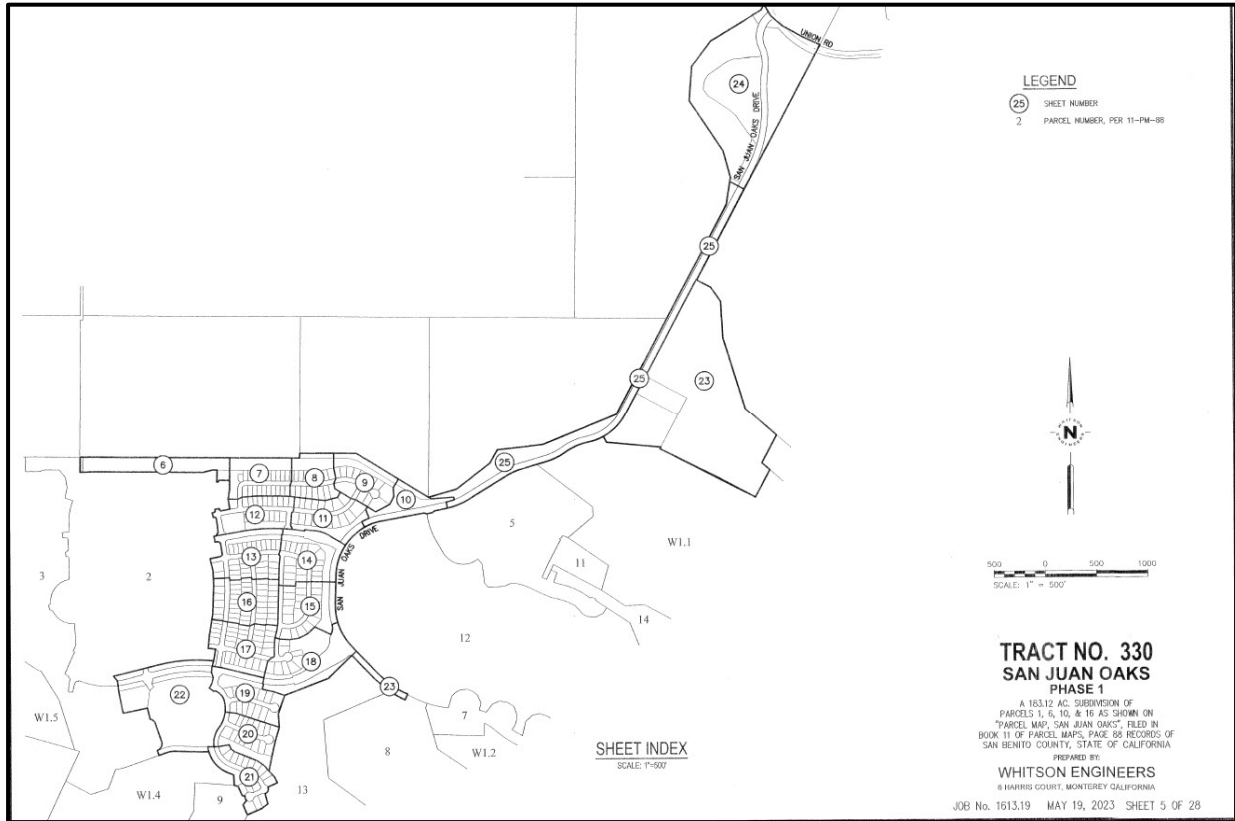 UNION RD
24
SAN JUAN OAKS DRIVE
LEGEND
25 SHEET NUMBER
2 PARCEL NUMBER, PER 11-PM-88
25
25
23
25
6
7
8
9
10
12
11
SAN JUAN OAKS DRIVE
5
W1.1
11
3
2
13
14
16
15
14
12
17
18
22
19
23
W1.5
20
7
W1.2
8
21
W1.4
9
13
WHITSON
N
ENGINEERS
500 0 500 1000
SCALE: 1" = 500'
SHEET INDEX
SCALE: 1"=500'
TRACT NO. 330
SAN JUAN OAKS
PHASE 1
A 183.12 AC. SUBDIVISION OF
PARCELS 1, 6, 10, & 16 AS SHOWN ON
"PARCEL MAP, SAN JUAN OAKS", FILED IN
BOOK 11 OF PARCEL MAPS, PAGE 88 RECORDS OF
SAN BENITO COUNTY, STATE OF CALIFORNIA
PREPARED BY:
WHITSON ENGINEERS
6 HARRIS COURT, MONTEREY CALIFORNIA
JOB No. 1613.19 MAY 19, 2023 SHEET 5 OF 28